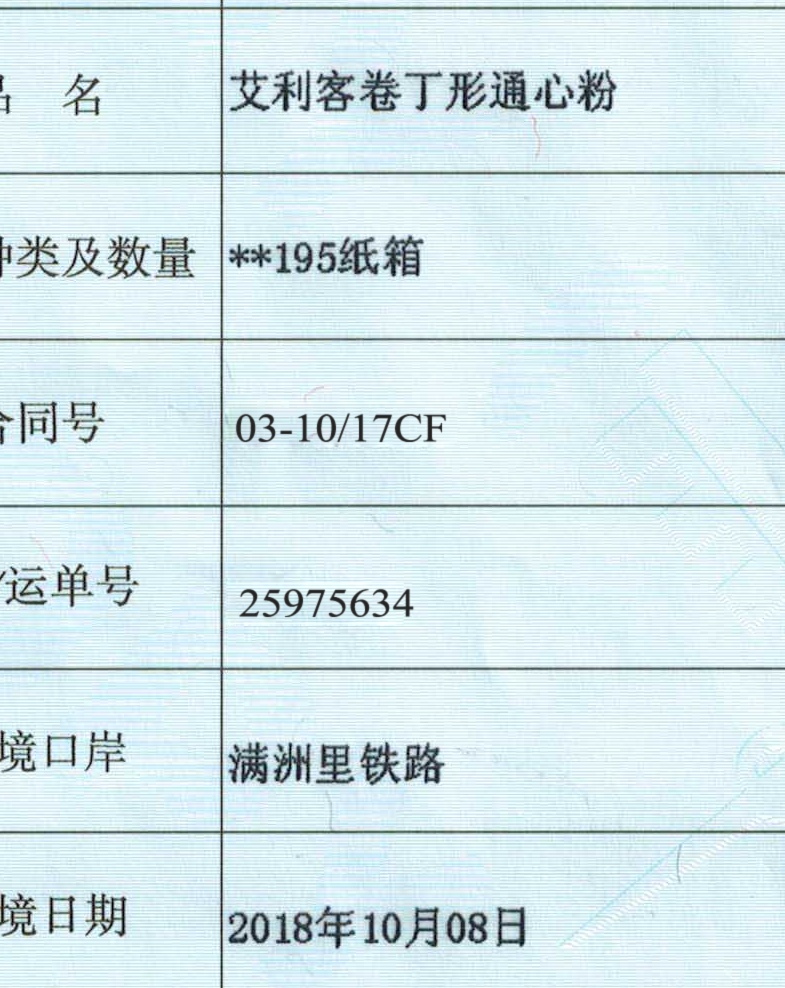 品 名 艾利客卷丁形通心粉
种类及数量 **195纸箱
合同号 03-10/17CF
运单号 25975634
境口岸 满洲里铁路
境日期 2018年10月08日